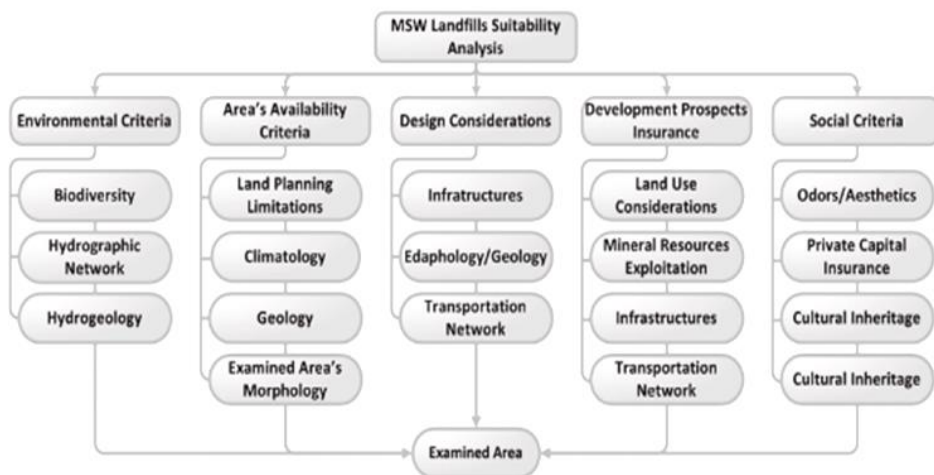 MSW Landfills Suitability
Analysis
Environmental Criteria
Area's Availability
Criteria
Design Considerations
Development Prospects
Insurance
Social Criteria
Biodiversity
Hydrographic
Network
Hydrogeology
Land Planning
Limitations
Climatology
Geology
Examined Area's
Morphology
Infratructures
Edaphology/Geology
Transportation
Network
Land Use
Considerations
Mineral Resources
Exploitation
Infrastructures
Transportation
Network
Odors/Aesthetics
Private Capital
Insurance
Cultural Inheritage
Cultural Inheritage
Examined Area